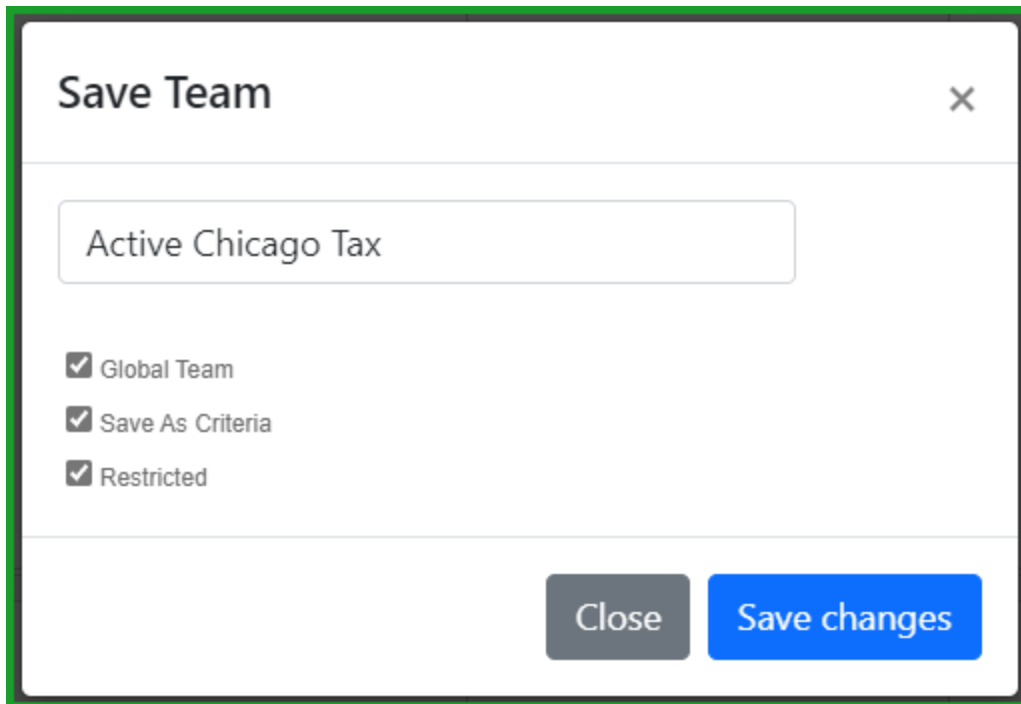 Save Team
×
Active Chicago Tax
Global Team
Save As Criteria
Restricted
Close
Save changes